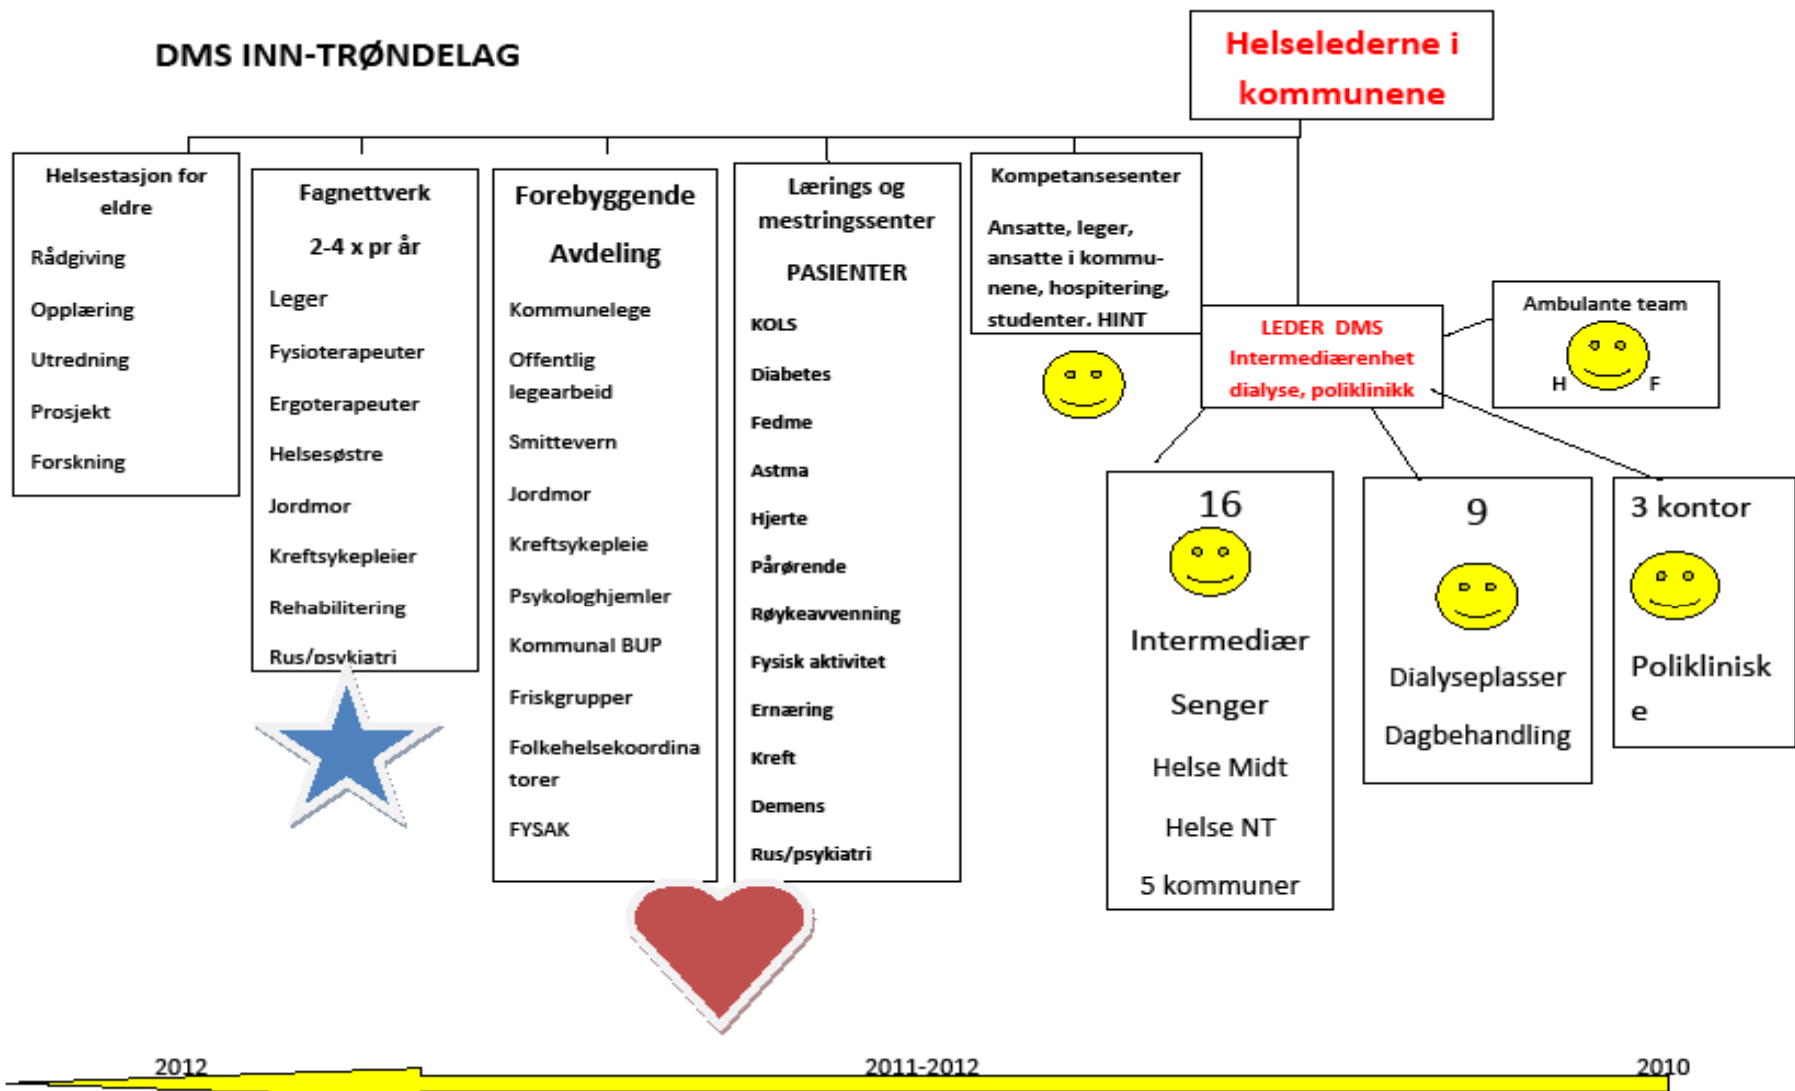 DMS INN-TRØNDELAG
Helselederne i
kommunene
Helsestasjon for
eldre
Rådgiving
Opplæring
Utredning
Prosjekt
Forskning
Fagnettverk
2-4 x pr år
Leger
Fysioterapeuter
Ergoterapeuter
Helsesøstre
Jordmor
Kreftsykepleier
Rehabilitering
Rus/psykiatri
Forebyggende
Avdeling
Kommunelege
Offentlig
legearbeid
Smittevern
Jordmor
Kreftsykepleie
Psykologhjemler
Kommunal BUP
Friskgrupper
Folkehelsekoordina
torer
FYSAK
Lærings og
mestringssenter
PASIENTER
KOLS
Diabetes
Fedme
Astma
Hjerte
Pårørende
Røykeavvenning
Fysisk aktivitet
Ernæring
Kreft
Demens
Rus/psykiatri
Kompetansesenter
Ansatte, leger,
ansatte i kommu-
nene, hospitering,
studenter. HINT
LEDER DMS
Intermediærenhet
dialyse, poliklinikk
Ambulante team
H F
16
Intermediær
Senger
Helse Midt
Helse NT
5 kommuner
9
Dialyseplasser
Dagbehandling
3 kontor
Poliklinisk
e
2012
2011-2012
2010